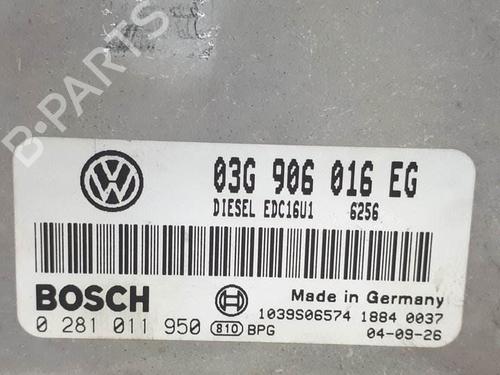 B-PARTS
03G 906 016 EG
DIESEL EDC16U1 6256
BOSCH
Made in Germany
1039S06574 1884 0037
0 281 011 950 810 BPG 04-09-26